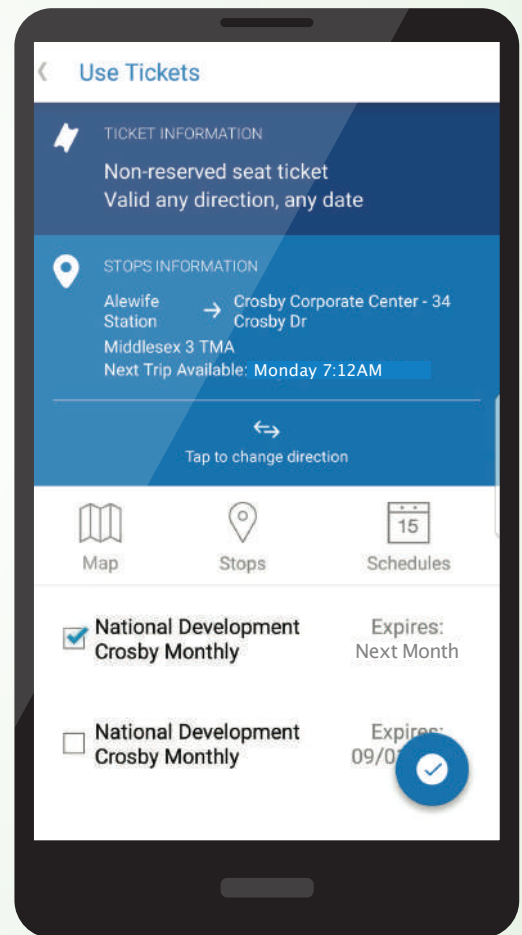 Use Tickets
TICKET INFORMATION
Non-reserved seat ticket
Valid any direction, any date
STOPS INFORMATION
Alewife Station → Crosby Corporate Center - 34 Crosby Dr
Middlesex 3 TMA
Next Trip Available: Monday 7:12AM
Tap to change direction
Map
Stops
15
Schedules
National Development
Crosby Monthly
Expires:
Next Month
National Development
Crosby Monthly
Expires:
09/0